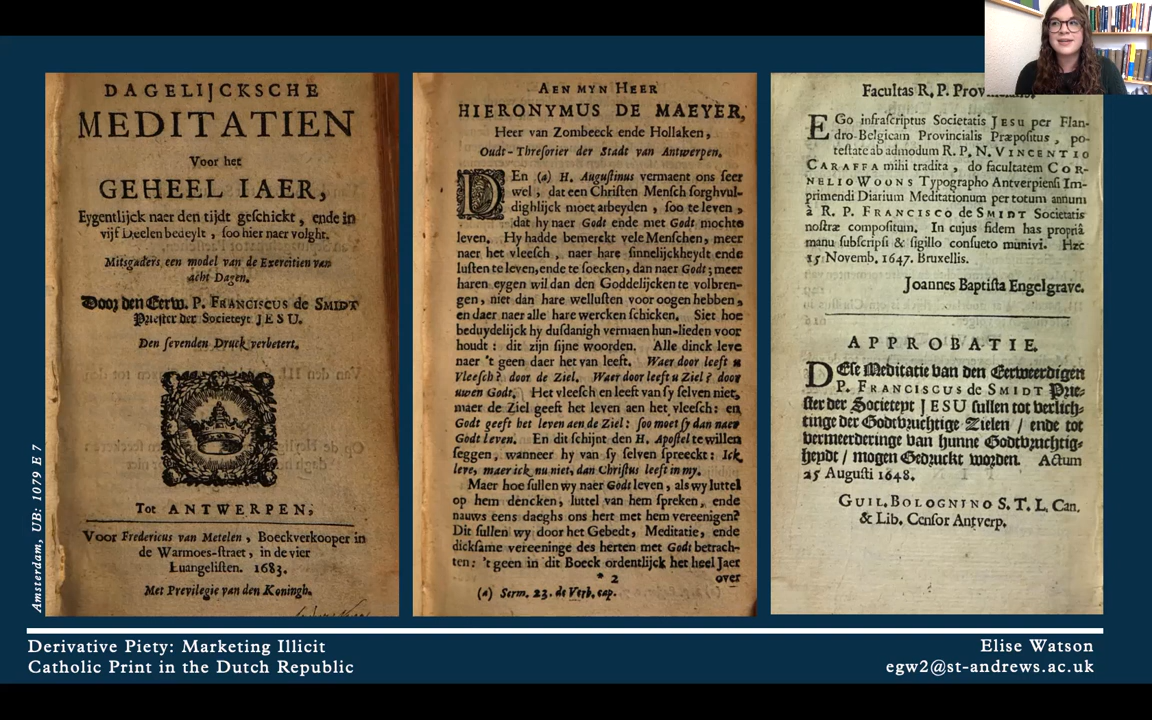 DAGELIJCKSCHE
MEDITATIEN
Voor het
GEHEEL IAER,
Eygentlijck naer den tijdt geschickt, ende in
vijf Deelen bedeylt, soo hier naer volght.
Mitsgaders een model van de Exercitien van
acht Dagen.
Door den Eerw. P. FRANCISCUS de SMIDT
Priester der Societeyt JESU.
Den sevenden Druck verbetert.
Tot ANTWERPEN,
Voor Fredericus van Metelen, Boeckverkooper in
de Warmoes-straet, in de vier
Euangelisten. 1683.
Met Previlegie van den Koningh.
AEN MYN HEER
HIERONYMUS DE MAEYER,
Heer van Zombeeck ende Hollaken,
Oudt-Thresorier der Stadt van Antwerpen.
DEn (a) H. Augustinus vermaent ons seer
wel, dat een Christen Mensch sorghvul-
dighlijck moet arbeyden, soo te leven,
dat hy naer Godt ende met Godt mochte
leven. Hy hadde bemerckt vele Menschen, meer
naer het vleesch, naer hare sinnelijckheydt ende
lusten te leven, ende te soecken, dan naer Godt; meer
haren eygen wil dan den Goddelijcken te volbren-
gen, niet dan hare wellusten voor oogen hebben,
en daer naer alle hare wercken schicken. Siet hoe
beduydelijck hy dusdanigh vermaen hun-lieden voor
houdt: dit zijn sijne woorden. Alle dinck leve
naer 't geen daer het van leeft. Waer door leeft u
Vleesch? door de Ziel. Waer door leeft u Ziel? door
uwen Godt. Het vleesch en leeft van sy selven niet,
maer de Ziel geeft het leven aen het vleesch: en
Godt geeft het leven aen de Ziel: soo moet sy dan naer
Godt leven. En dit schijnt den H. Apostel te willen
seggen, wanneer hy van sy selven spreeckt: Ick
leve, maer ick nu niet, dan Christus leeft in my.
Maer hoe sullen wy naer Godt leven, als wy luttel
op hem dencken, luttel van hem spreken, ende
nauws eens daeghs ons hert met hem vereenigen?
Dit sullen wy door het Gebedt, Meditatie, ende
dicksame vereeninge des herten met Godt betrach-
ten: 't geen in dit Boeck ordentlijck het heel Jaer
* 2 over
(a) Serm. 23. de Verb. ap.
Facultas R. P.
EGo infrascriptus Societatis JESU per Flan-
dro-Belgicam Provincialis Præpositus, po-
testate ab admodum R. P. N. VINCENTIO
CARAFFA mihi tradita, do facultatem COR-
NELIO WOONS Typographo Antverpiensi Im-
primendi Diarium Meditationum per totum annum
à R. P. FRANCISCO de SMIDT Societatis
nostræ compositum. In cujus fidem has propriâ
manu subscripsi & sigillo consueto munivi. Hac
15 Novemb. 1647. Bruxellis.
Joannes Baptista Engelgrave.
APPROBATIE.
DEse Meditatie van den Eerweerdigen
P. FRANCISCUS de SMIDT Prie-
ster der Societeyt JESU sullen tot verlich-
tinge der Godtvruchtige Zielen / ende tot
vermeerderinge van hunne Godtvruchtig-
heydt / mogen Gedruckt worden. Actum
25 Augusti 1648.
GUIL. BOLOGNINO S. T. L. Can.
& Lib. Censor Antverp.
Amsterdam, UB: 1079 E 7
Derivative Piety: Marketing Illicit
Catholic Print in the Dutch Republic
Elise Watson
egw2@st-andrews.ac.uk